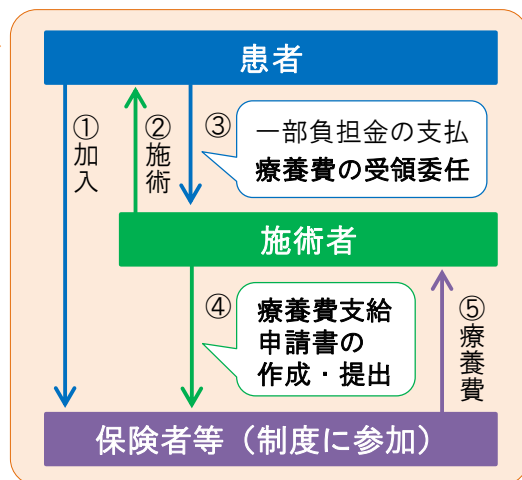 患者
①加入
②施術
③
一部負担金の支払
療養費の受領委任
施術者
④
療養費支給
申請書の
作成・提出
⑤療養費
保険者等（制度に参加）